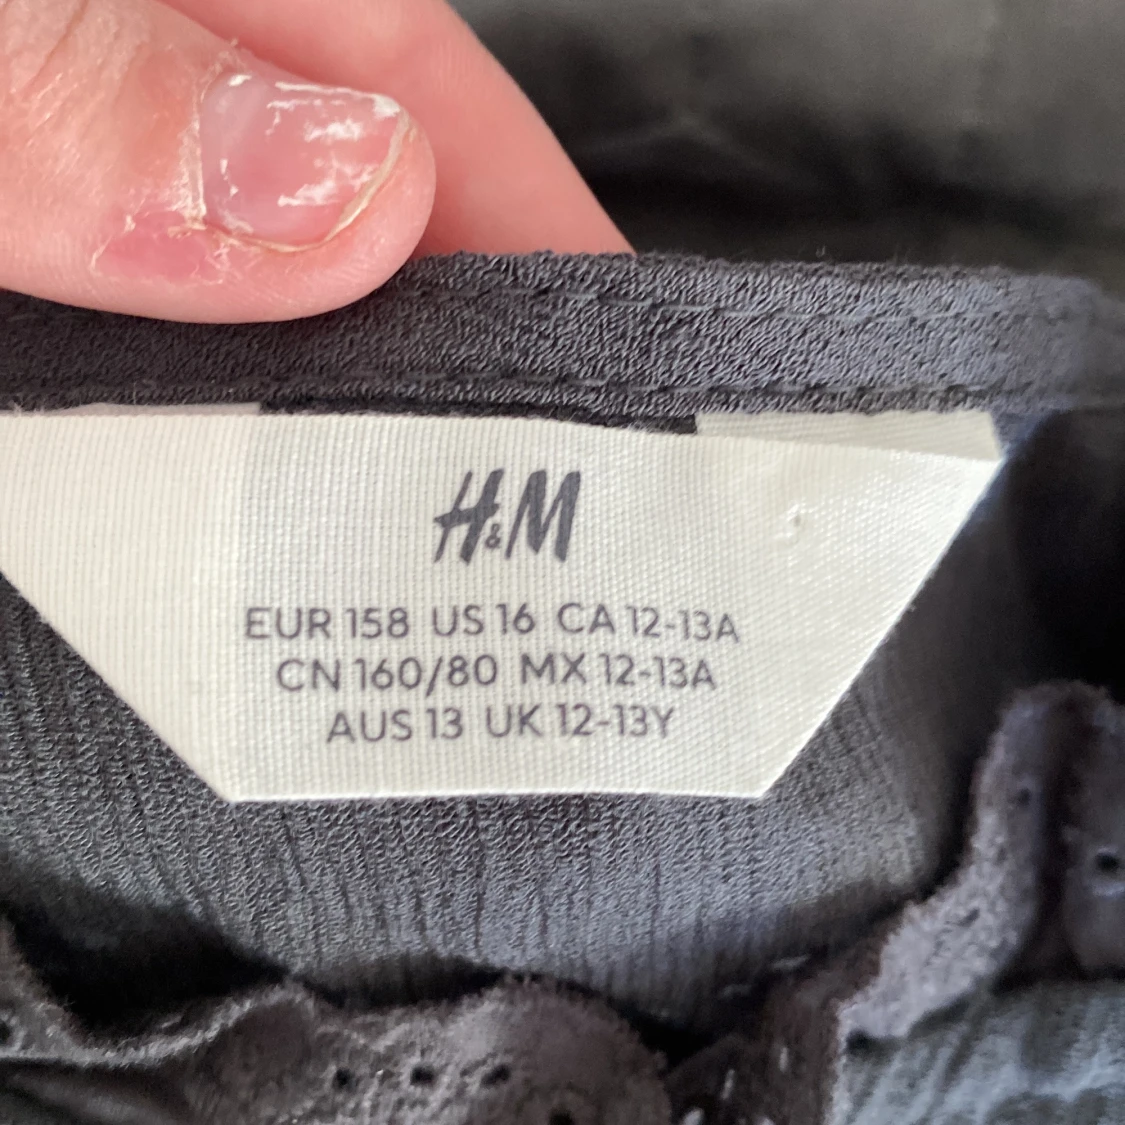 H&M
EUR 158 US 16 CA 12-13A
CN 160/80 MX 12-13A
AUS 13 UK 12-13Y